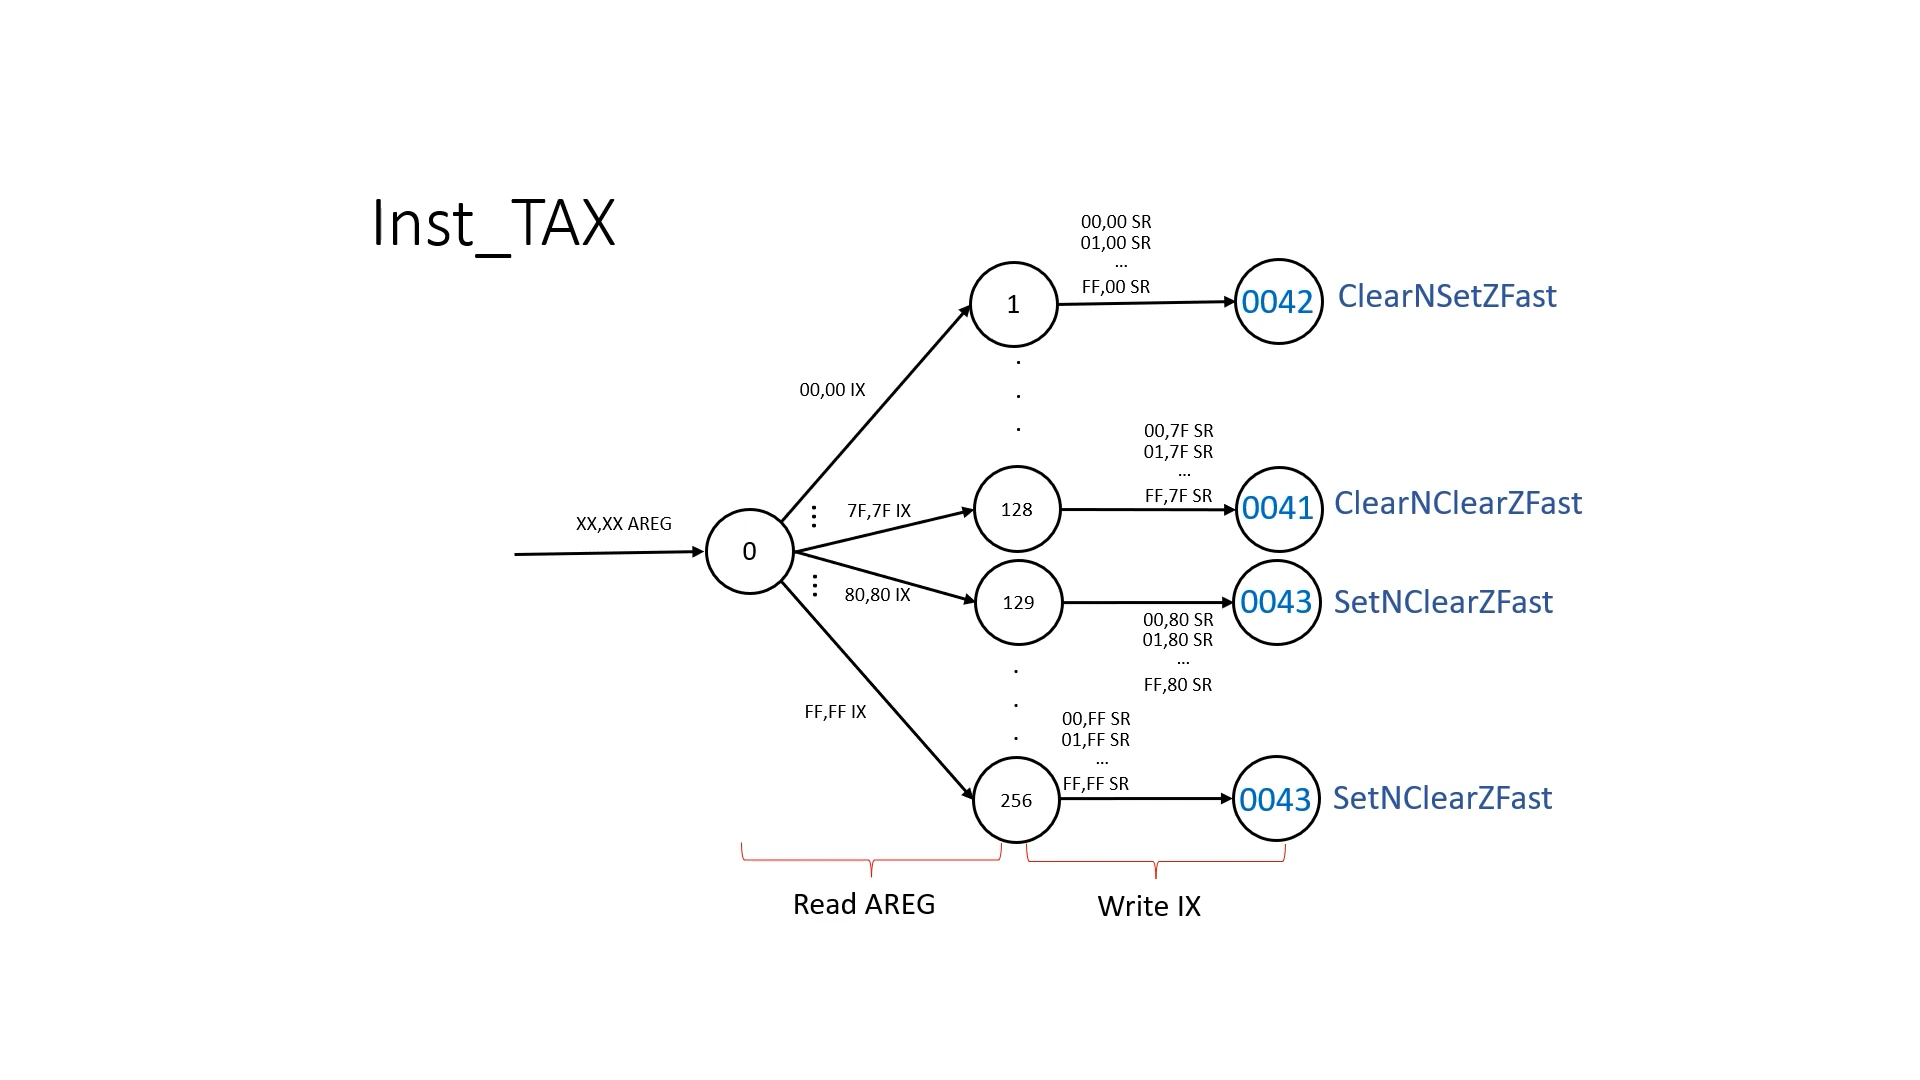 Inst_TAX
00,00 SR
01,00 SR
...
FF,00 SR
1
0042
ClearNSetZFast
00,00 IX
.
.
.
00,7F SR
01,7F SR
...
FF,7F SR
7F,7F IX
128
0041
ClearNClearZFast
XX,XX AREG
0
80,80 IX
129
0043
SetNClearZFast
00,80 SR
01,80 SR
...
FF,80 SR
.
.
.
FF,FF IX
00,FF SR
01,FF SR
...
FF,FF SR
256
0043
SetNClearZFast
Read AREG
Write IX